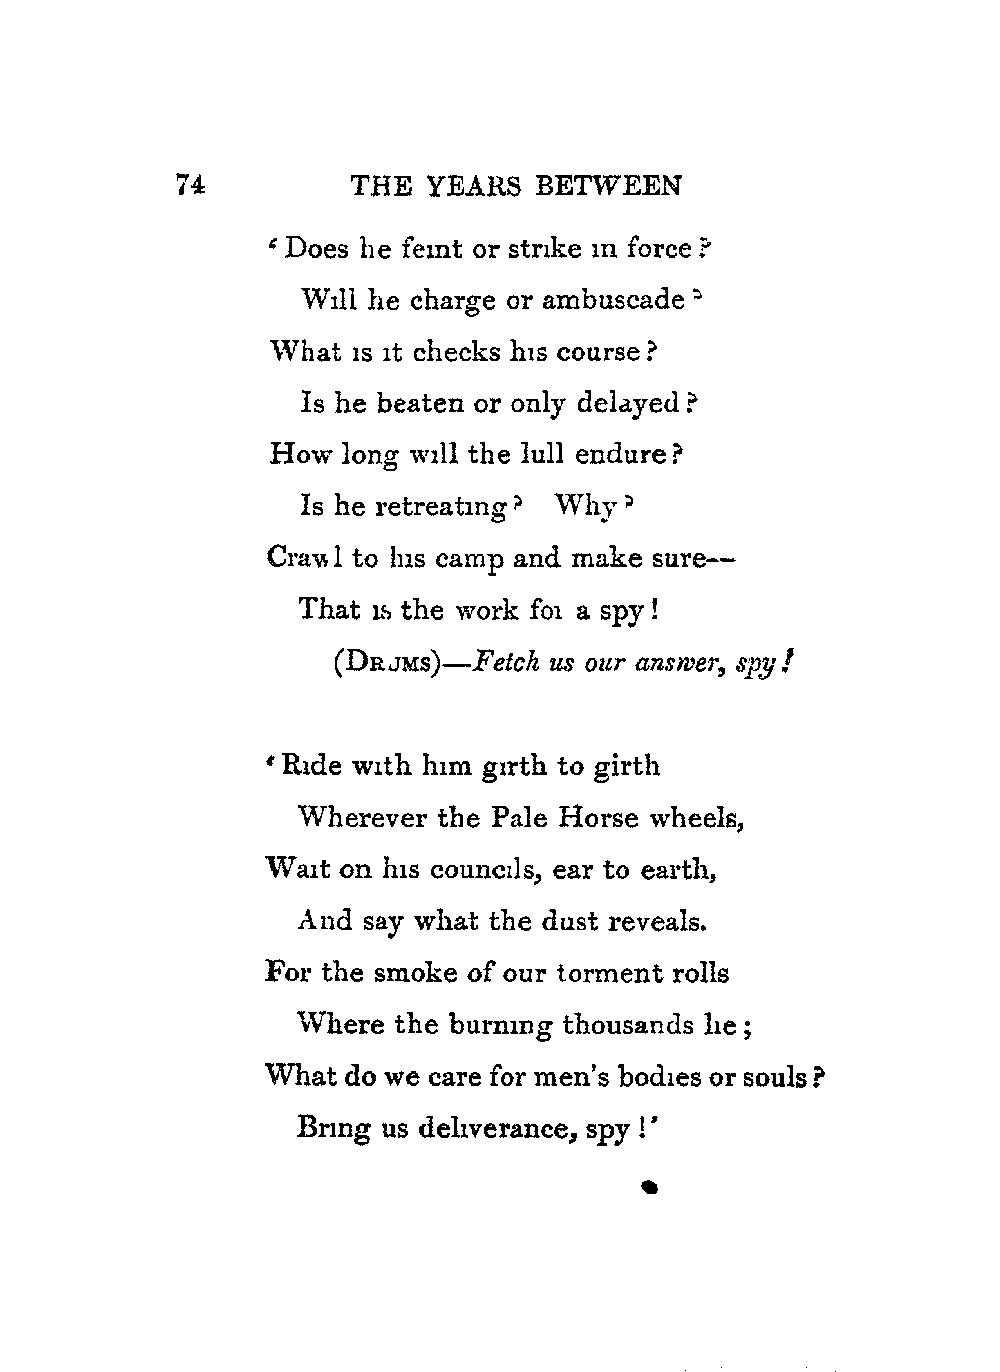 74 THE YEARS BETWEEN
‘Does he feint or strike in force?
Will he charge or ambuscade?
What is it checks his course?
Is he beaten or only delayed?
How long will the lull endure?
Is he retreating? Why?
Crawl to his camp and make sure—
That is the work for a spy!
(DRUMS)—Fetch us our answer, spy!
‘Ride with him girth to girth
Wherever the Pale Horse wheels,
Wait on his councils, ear to earth,
And say what the dust reveals.
For the smoke of our torment rolls
Where the burning thousands lie;
What do we care for men's bodies or souls?
Bring us deliverance, spy!’